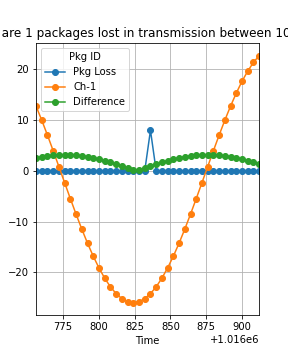 are 1 packages lost in transmission between 10
Pkg ID
Pkg Loss
Ch-1
Difference
20
10
0
−10
−20
775
800
825
850
875
900
Time
+1.016e6